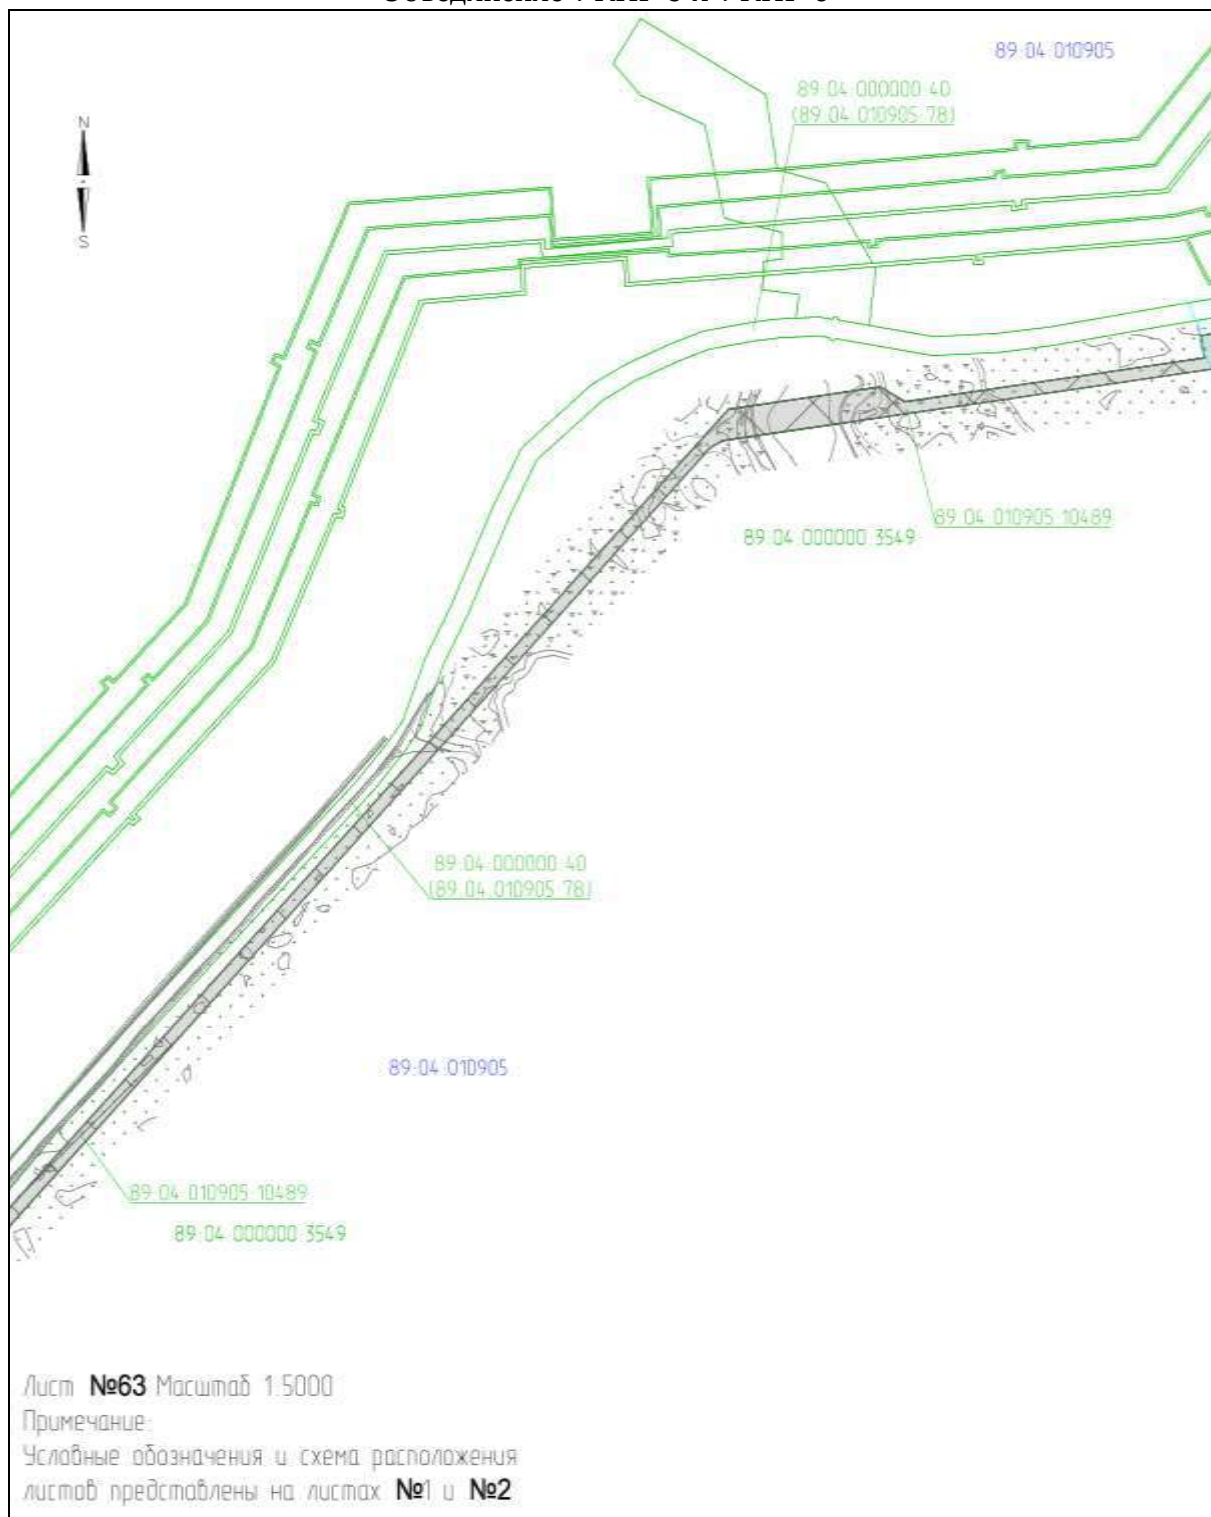 89:04:010905
89:04:000000:40
(89:04:010905:78)
N
S
89:04:010905:10489
89:04:000000:3549
89:04:000000:40
(89:04:010905:78)
89:04:010905
89:04:010905:10489
89:04:000000:3549
Лист №63 Масштаб 1:5000
Примечание:
Условные обозначения и схема расположения
листов представлены на листах №1 и №2